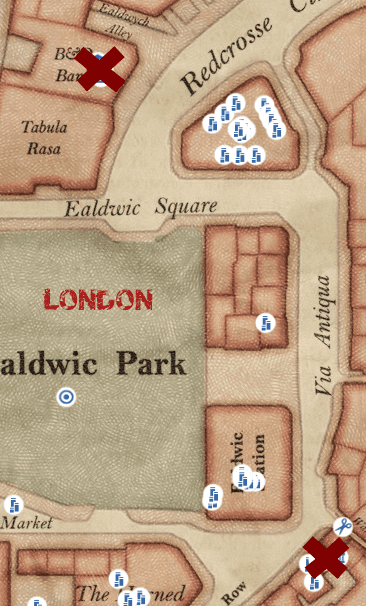 Ealdwych
Alley
Redcrosse
Tabula
Rasa
Ealdwic Square
LONDON
Via Antiqua
aldwic Park
Market
Row
The